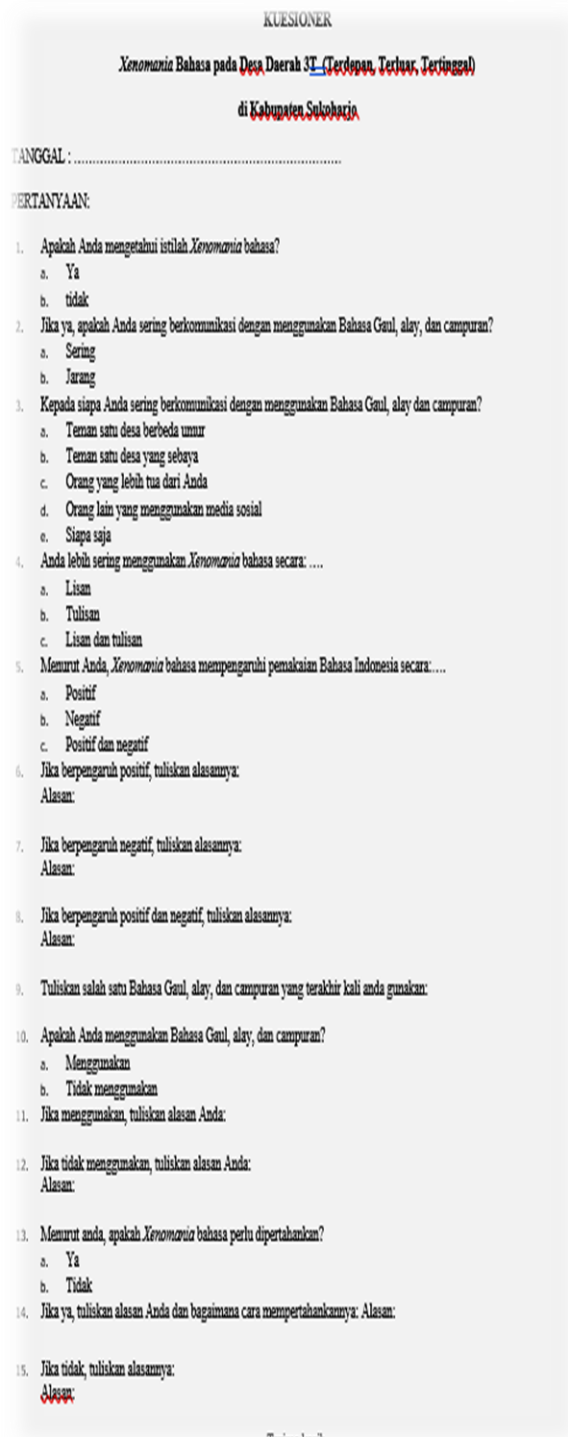 KUESIONER
Xenomania Bahasa pada Desa Daerah 3T (Terdepan, Terluar, Tertinggal)
di Kabupaten Sukoharjo
TANGGAL : ........................................................................
PERTANYAAN:
1. Apakah Anda mengetahui istilah Xenomania bahasa?
a. Ya
b. tidak
2. Jika ya, apakah Anda sering berkomunikasi dengan menggunakan Bahasa Gaul, alay, dan campuran?
a. Sering
b. Jarang
3. Kepada siapa Anda sering berkomunikasi dengan menggunakan Bahasa Gaul, alay dan campuran?
a. Teman satu desa berbeda umur
b. Teman satu desa yang sebaya
c. Orang yang lebih tua dari Anda
d. Orang lain yang menggunakan media sosial
e. Siapa saja
4. Anda lebih sering menggunakan Xenomania bahasa secara: ....
a. Lisan
b. Tulisan
c. Lisan dan tulisan
5. Menurut Anda, Xenomania bahasa mempengaruhi pemakaian Bahasa Indonesia secara:....
a. Positif
b. Negatif
c. Positif dan negatif
6. Jika berpengaruh positif, tuliskan alasannya:
Alasan:
7. Jika berpengaruh negatif, tuliskan alasannya:
Alasan:
8. Jika berpengaruh positif dan negatif, tuliskan alasannya:
Alasan:
9. Tuliskan salah satu Bahasa Gaul, alay, dan campuran yang terakhir kali anda gunakan:
10. Apakah Anda menggunakan Bahasa Gaul, alay, dan campuran?
a. Menggunakan
b. Tidak menggunakan
11. Jika menggunakan, tuliskan alasan Anda:
12. Jika tidak menggunakan, tuliskan alasan Anda:
Alasan:
13. Menurut anda, apakah Xenomania bahasa perlu dipertahankan?
a. Ya
b. Tidak
14. Jika ya, tuliskan alasan Anda dan bagaimana cara mempertahankannya: Alasan:
15. Jika tidak, tuliskan alasannya:
Alasan: